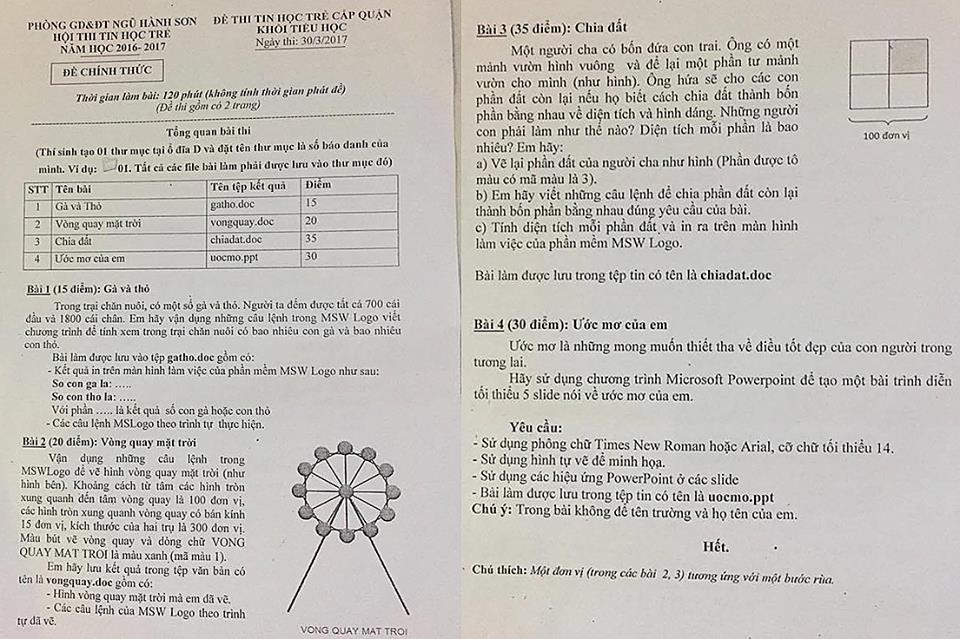 PHÒNG GD&ĐT NGŨ HÀNH SƠN
HỘI THI TIN HỌC TRẺ
NĂM HỌC 2016- 2017
ĐỀ CHÍNH THỨC
ĐỀ THI TIN HỌC TRẺ CẤP QUẬN
KHỐI TIỂU HỌC
Ngày thi: 30/3/2017
Thời gian làm bài: 120 phút (không tính thời gian phát đề)
(Đề thi gồm có 2 trang)
Tổng quan bài thi
(Thí sinh tạo 01 thư mục tại ổ đĩa D và đặt tên thư mục là số báo danh của
mình. Ví dụ: 01. Tất cả các file bài làm phải được lưu vào thư mục đó)
STT Tên bài Tên tệp kết quả Điểm
1 Gà và Thỏ gatho.doc 15
2 Vòng quay mặt trời vongquay.doc 20
3 Chia đất chiadat.doc 35
4 Ước mơ của em uocmo.ppt 30
Bài 1 (15 điểm): Gà và thỏ
Trong trại chăn nuôi, có một số gà và thỏ. Người ta đếm được tất cả 700 cái
đầu và 1800 cái chân. Em hãy vận dụng những câu lệnh trong MSW Logo viết
chương trình để tính xem trong trại chăn nuôi có bao nhiêu con gà và bao nhiêu
con thỏ.
Bài làm được lưu vào tệp gatho.doc gồm có:
- Kết quả in trên màn hình làm việc của phần mềm MSW Logo như sau:
So con ga la: .....
So con tho la: .....
Với phần ..... là kết quả số con gà hoặc con thỏ
- Các câu lệnh MSLogo theo trình tự thực hiện.
Bài 2 (20 điểm): Vòng quay mặt trời
Vận dụng những câu lệnh trong
MSWLogo để vẽ hình vòng quay mặt trời (như
hình bên). Khoảng cách từ tâm các hình tròn
xung quanh đến tâm vòng quay là 100 đơn vị,
các hình tròn xung quanh vòng quay có bán kính
15 đơn vị, kích thước của hai trụ là 300 đơn vị.
Màu bút vẽ vòng quay và dòng chữ VONG
QUAY MAT TROI là màu xanh (mã màu 1).
Em hãy lưu kết quả trong tệp văn bản có
tên là vongquay.doc gồm có:
- Hình vòng quay mặt trời mà em đã vẽ.
- Các câu lệnh của MSW Logo theo trình
tự đã vẽ.
VONG QUAY MAT TROI
Bài 3 (35 điểm): Chia đất
Một người cha có bốn đứa con trai. Ông có một
mảnh vườn hình vuông và để lại một phần tư mảnh
vườn cho mình (như hình). Ông hứa sẽ cho các con
phần đất còn lại nếu họ biết cách chia đất thành bốn
phần bằng nhau về diện tích và hình dáng. Những người
con phải làm như thế nào? Diện tích mỗi phần là bao
nhiêu? Em hãy:
a) Vẽ lại phần đất của người cha như hình (Phần được tô
màu có mã màu là 3).
b) Em hãy viết những câu lệnh để chia phần đất còn lại
thành bốn phần bằng nhau đúng yêu cầu của bài.
c) Tính diện tích mỗi phần đất và in ra trên màn hình
làm việc của phần mềm MSW Logo.
100 đơn vị
Bài làm được lưu trong tệp tin có tên là chiadat.doc
Bài 4 (30 điểm): Ước mơ của em
Ước mơ là những mong muốn thiết tha về điều tốt đẹp của con người trong
tương lai.
Hãy sử dụng chương trình Microsoft Powerpoint để tạo một bài trình diễn
tối thiểu 5 slide nói về ước mơ của em.
Yêu cầu:
- Sử dụng phông chữ Times New Roman hoặc Arial, cỡ chữ tối thiểu 14.
- Sử dụng hình tự vẽ để minh họa.
- Sử dụng các hiệu ứng PowerPoint ở các slide
- Bài làm được lưu trong tệp tin có tên là uocmo.ppt
Chú ý: Trong bài không để tên trường và họ tên của em.
Hết.
Chú thích: Một đơn vị (trong các bài 2, 3) tương ứng với một bước rùa.